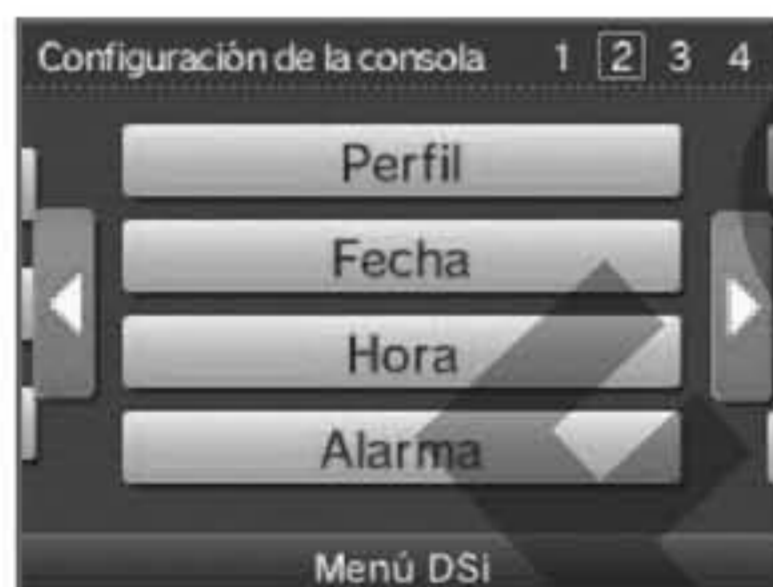 Configuración de la consola 1 2 3 4
Perfil
Fecha
Hora
Alarma
Menú DSi